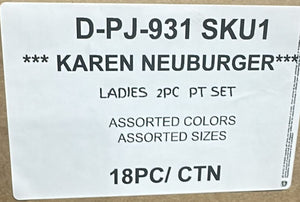 D-PJ-931 SKU1
*** KAREN NEUBURGER***
LADIES 2PC PT SET
ASSORTED COLORS
ASSORTED SIZES
18PC/ CTN